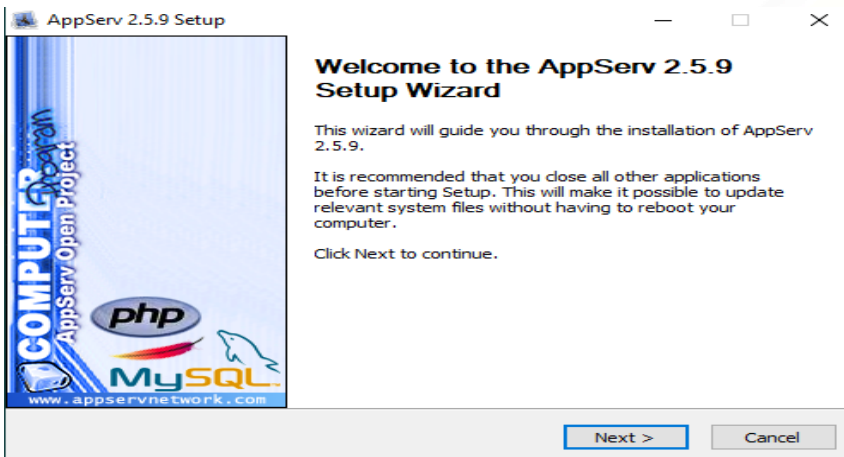 AppServ 2.5.9 Setup
Welcome to the AppServ 2.5.9
Setup Wizard
This wizard will guide you through the installation of AppServ
2.5.9.
It is recommended that you close all other applications
before starting Setup. This will make it possible to update
relevant system files without having to reboot your
computer.
Click Next to continue.
COMPUTER
Program
AppServ Open Project
php
MySQL
www.appservnetwork.com
Next >
Cancel